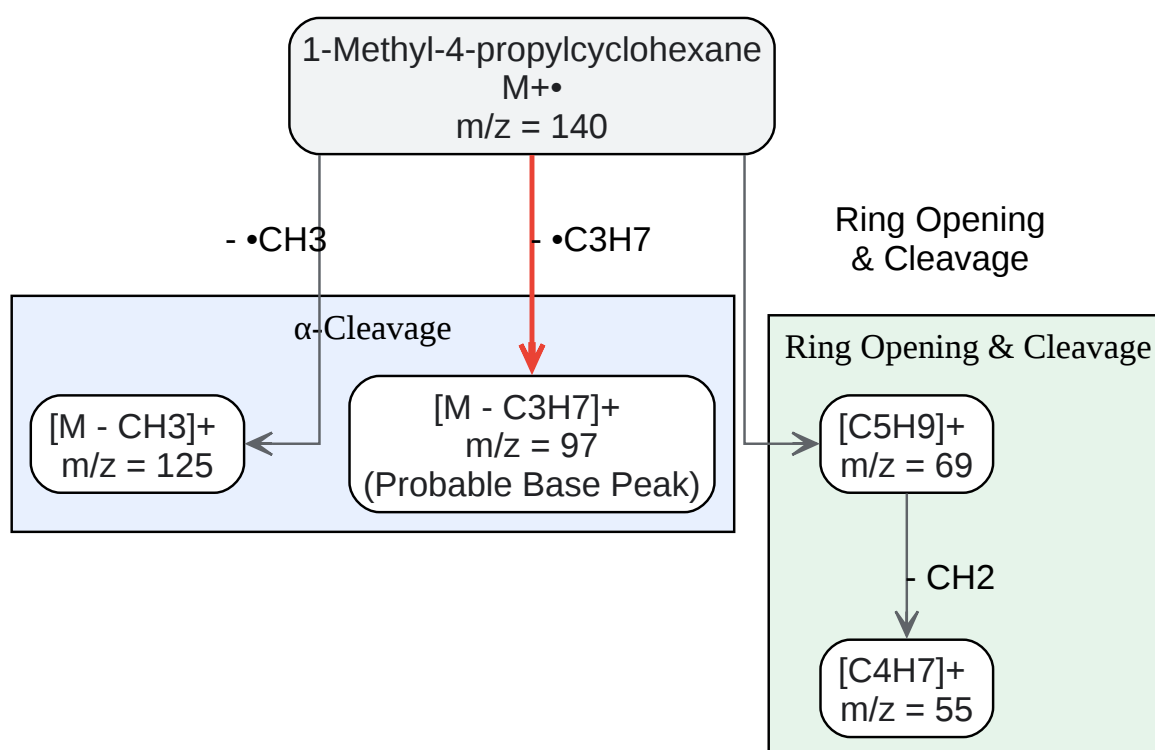 1-Methyl-4-propylcyclohexane
M+•
m/z = 140
- •CH3
- •C3H7
Ring Opening
& Cleavage
α-Cleavage
Ring Opening & Cleavage
[M - CH3]+
m/z = 125
[M - C3H7]+
m/z = 97
(Probable Base Peak)
[C5H9]+
m/z = 69
- CH2
[C4H7]+
m/z = 55